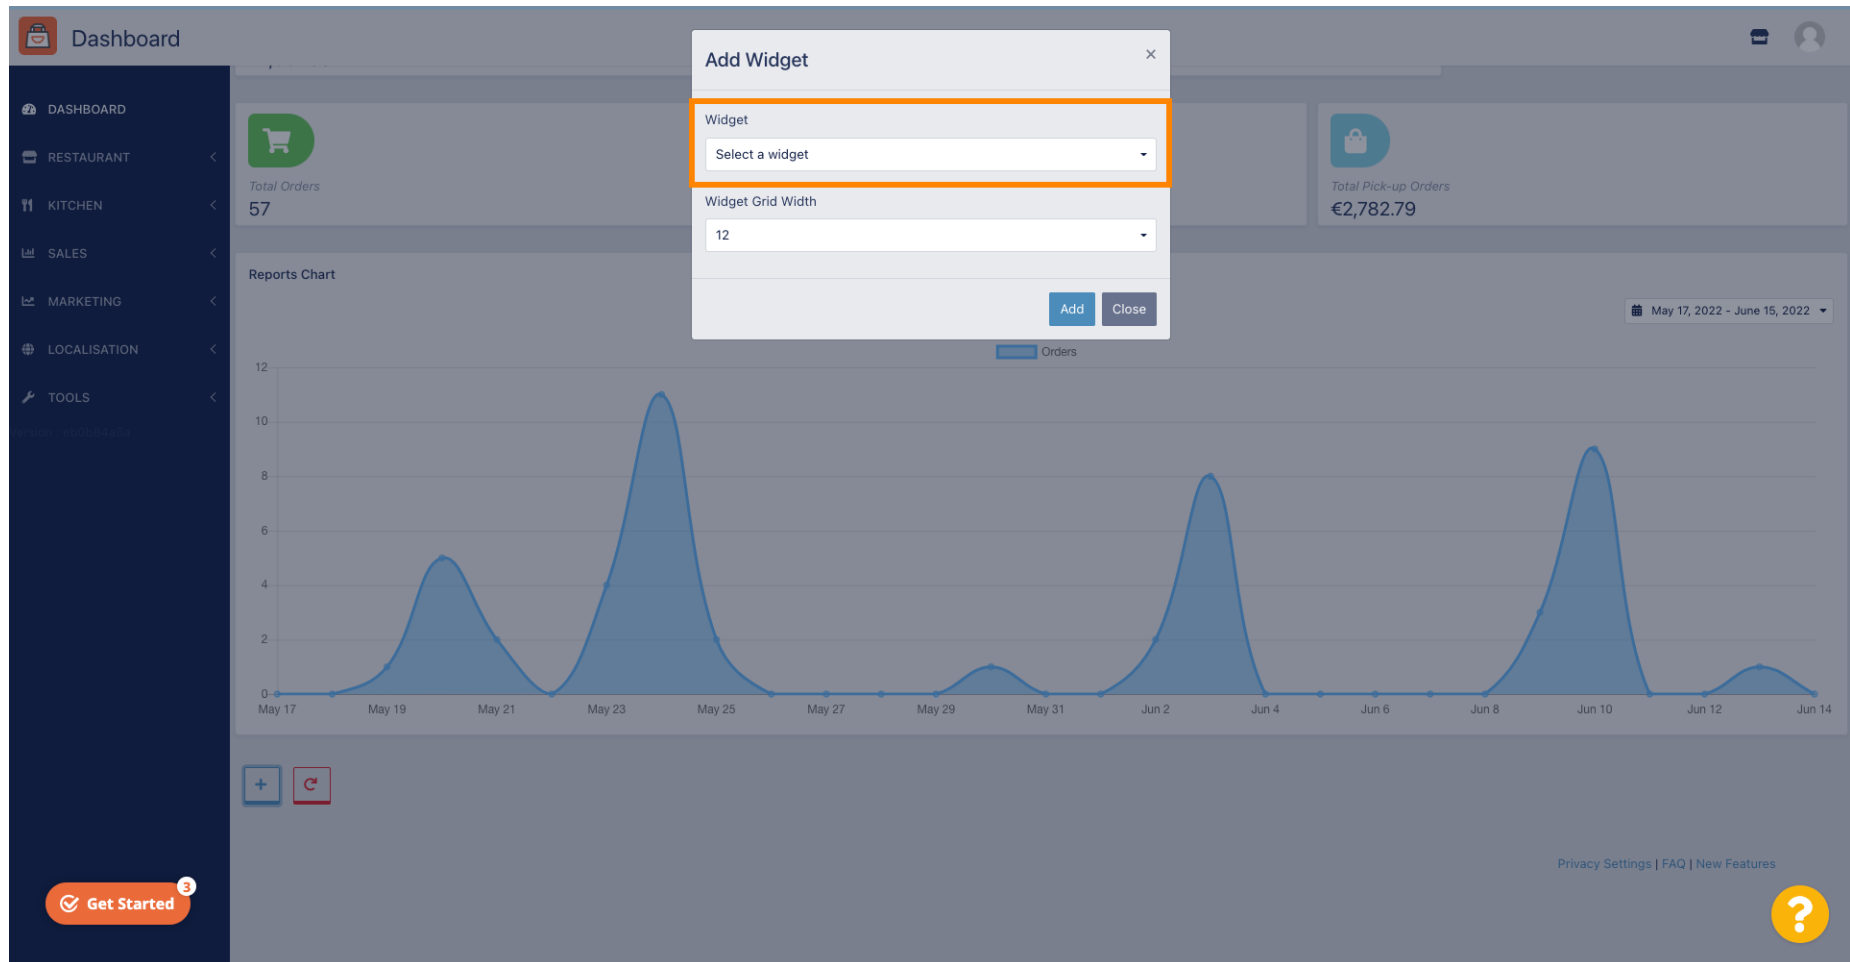 Dashboard
Add Widget
×
DASHBOARD
RESTAURANT
KITCHEN
SALES
MARKETING
LOCALISATION
TOOLS
Widget
Select a widget
Widget Grid Width
12
Add
Close
Total Orders
57
Total Pick-up Orders
€2,782.79
Reports Chart
May 17, 2022 - June 15, 2022
Orders
12
10
8
6
4
2
0
May 17 May 19 May 21 May 23 May 25 May 27 May 29 May 31 Jun 2 Jun 4 Jun 6 Jun 8 Jun 10 Jun 12 Jun 14
+
Privacy Settings | FAQ | New Features
Get Started
3
?